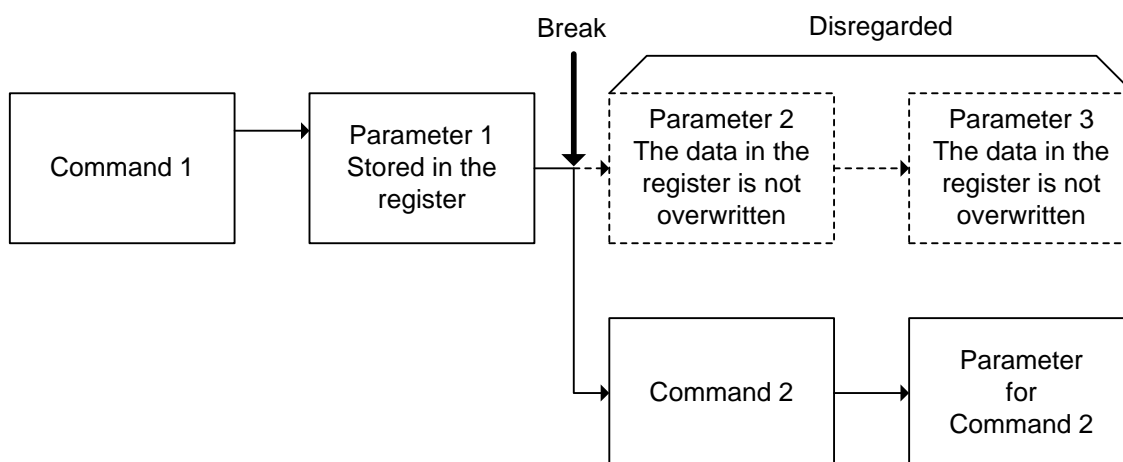 Break
Disregarded
Command 1
Parameter 1
Stored in the
register
Parameter 2
The data in the
register is not
overwritten
Parameter 3
The data in the
register is not
overwritten
Command 2
Parameter
for
Command 2